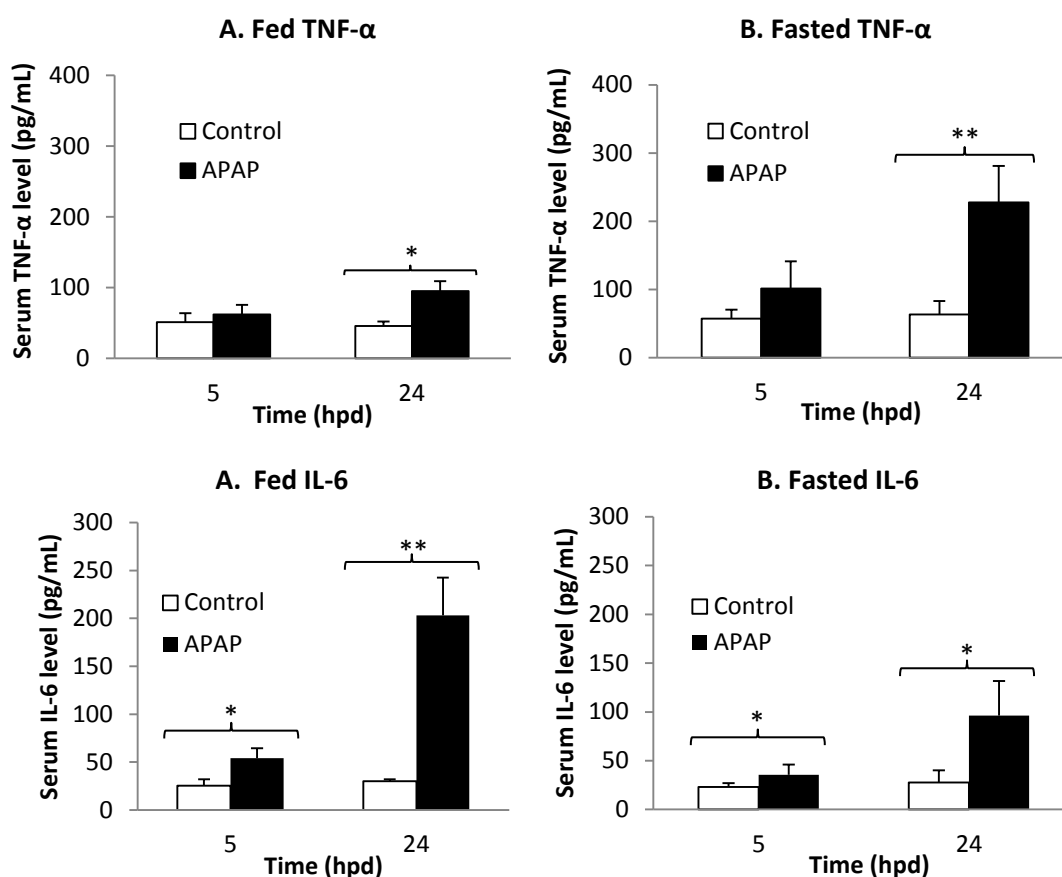 A. Fed TNF-α
Serum TNF-α level (pg/mL)
400
300
200
100
0
Control
APAP
*
5
24
Time (hpd)
B. Fasted TNF-α
Serum TNF-α level (pg/mL)
400
300
200
100
0
Control
APAP
**
5
24
Time (hpd)
A. Fed IL-6
Serum IL-6 level (pg/mL)
300
250
200
150
100
50
0
Control
APAP
*
**
5
24
Time (hpd)
B. Fasted IL-6
Serum IL-6 level (pg/mL)
300
250
200
150
100
50
0
Control
APAP
*
*
5
24
Time (hpd)